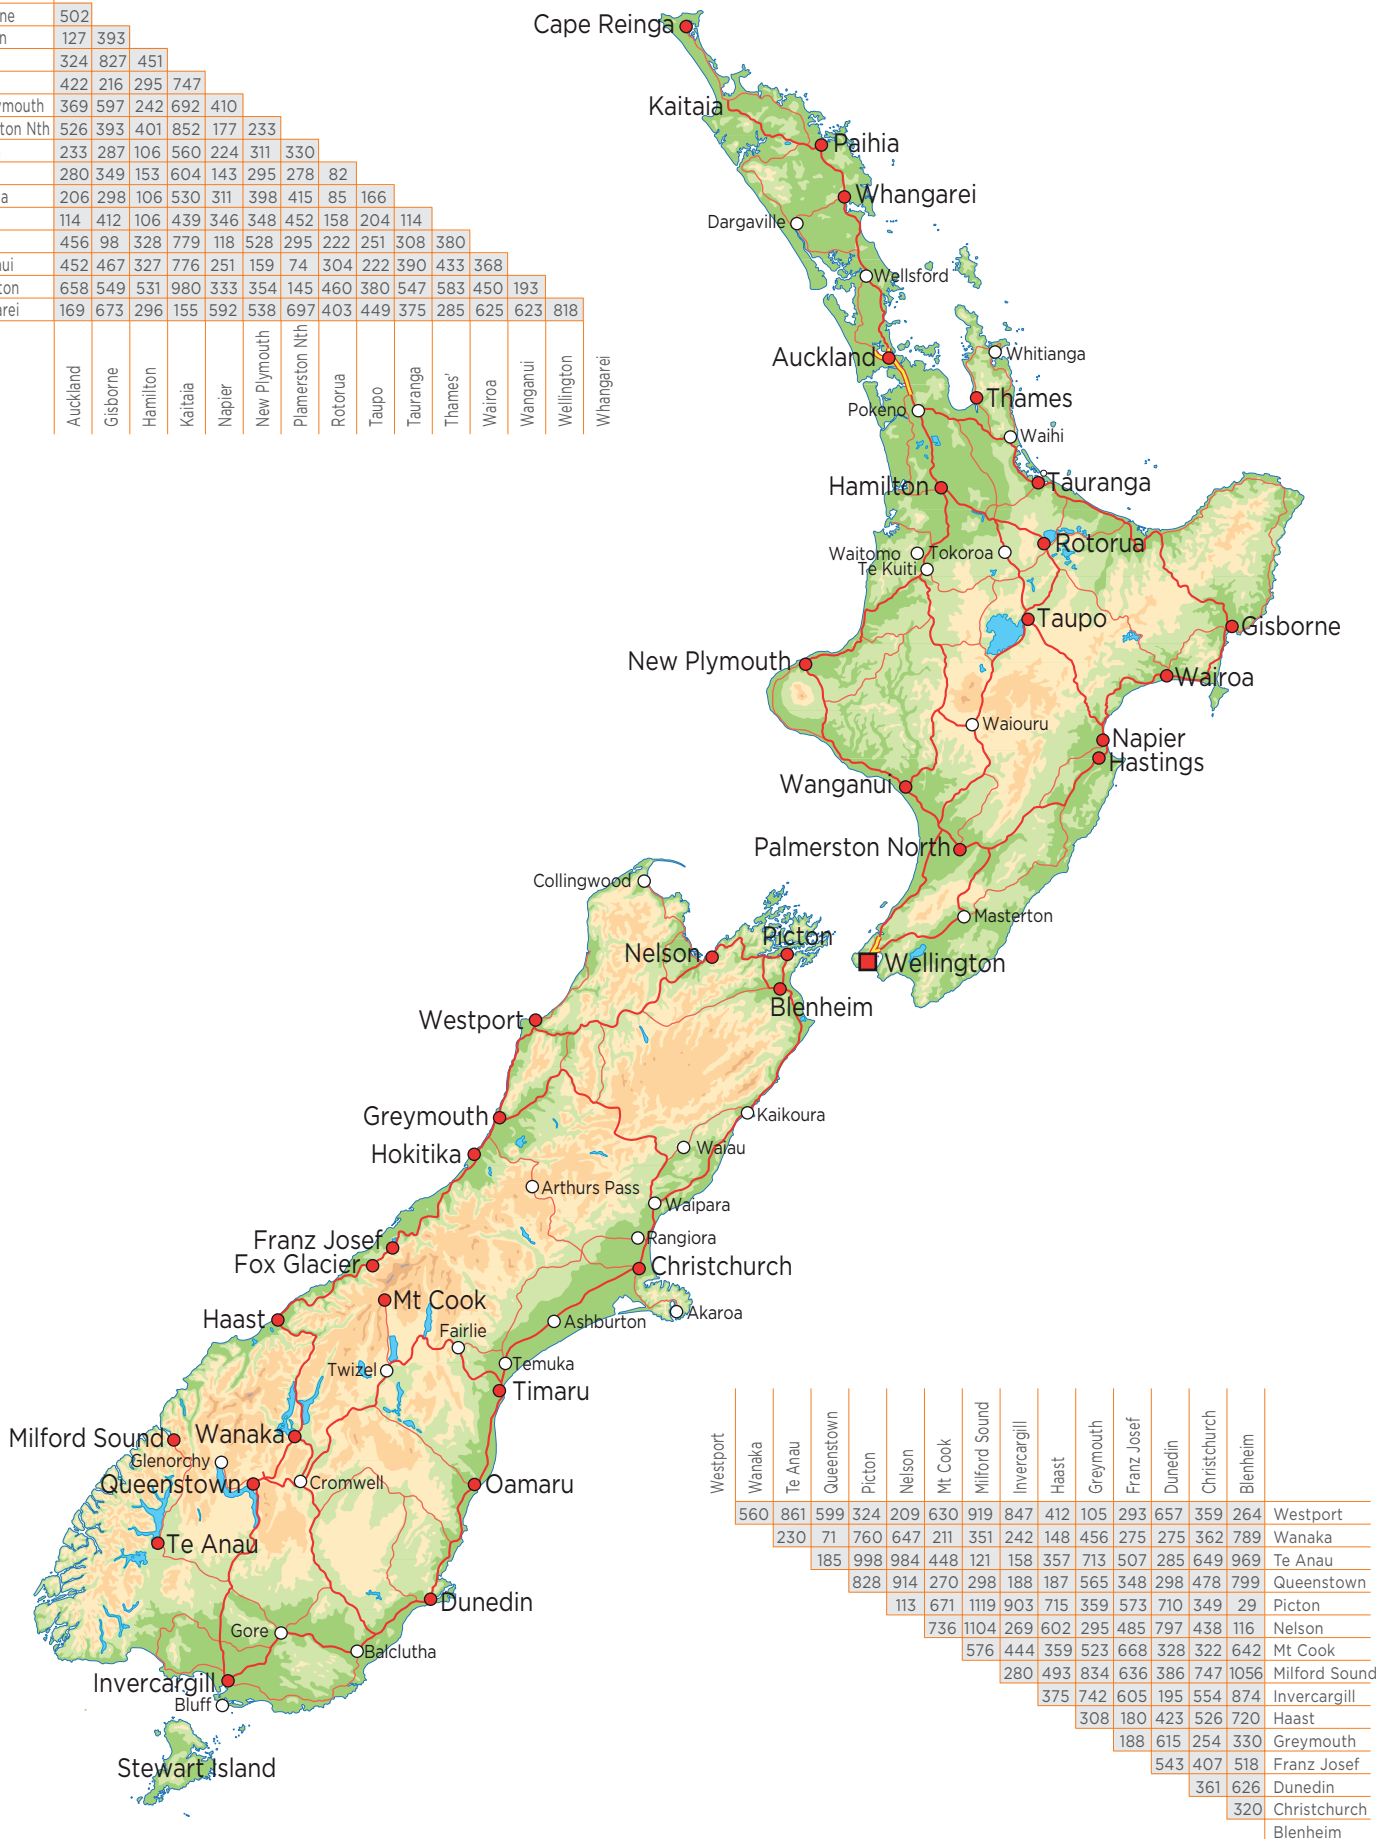 ne 502
n 127 393
324 827 451
422 216 295 747
mouth 369 597 242 692 410
ton Nth 526 393 401 852 177 233
233 287 106 560 224 311 330
280 349 153 604 143 295 278 82
a 206 298 106 530 311 398 415 85 166
114 412 106 439 346 348 452 158 204 114
456 98 328 779 118 528 295 222 251 308 380
ui 452 467 327 776 251 159 74 304 222 390 433 368
ton 658 549 531 980 333 354 145 460 380 547 583 450 193
arei 169 673 296 155 592 538 697 403 449 375 285 625 623 818
Auckland
Gisborne
Hamilton
Kaitaia
Napier
New Plymouth
Plamerston Nth
Rotorua
Taupo
Tauranga
Thames'
Wairoa
Wanganui
Wellington
Whangarei
Cape Reinga
Kaitaia
Paihia
Whangarei
Dargaville
Wellsford
Auckland
Whitianga
Thames
Pokeno
Waihi
Hamilton
Tauranga
Waitomo
Tokoroa
Rotorua
Te Kuiti
Taupo
Gisborne
New Plymouth
Wairoa
Waiouru
Napier
Hastings
Wanganui
Palmerston North
Collingwood
Masterton
Picton
Nelson
Wellington
Blenheim
Westport
Greymouth
Kaikoura
Hokitika
Waiau
Arthurs Pass
Waipara
Rangiora
Franz Josef
Fox Glacier
Christchurch
Mt Cook
Akaroa
Haast
Ashburton
Fairlie
Temuka
Twizel
Timaru
Milford Sound
Wanaka
Glenorchy
Queenstown
Cromwell
Oamaru
Te Anau
Dunedin
Gore
Balclutha
Invercargill
Bluff
Stewart Island
Westport
Wanaka
Te Anau
Queenstown
Picton
Nelson
Mt Cook
Milford Sound
Invercargill
Haast
Greymouth
Franz Josef
Dunedin
Christchurch
Blenheim
560 861 599 324 209 630 919 847 412 105 293 657 359 264 Westport
230 71 760 647 211 351 242 148 456 275 275 362 789 Wanaka
185 998 984 448 121 158 357 713 507 285 649 969 Te Anau
828 914 270 298 188 187 565 348 298 478 799 Queenstown
113 671 1119 903 715 359 573 710 349 29 Picton
736 1104 269 602 295 485 797 438 116 Nelson
576 444 359 523 668 328 322 642 Mt Cook
280 493 834 636 386 747 1056 Milford Sound
375 742 605 195 554 874 Invercargill
308 180 423 526 720 Haast
188 615 254 330 Greymouth
543 407 518 Franz Josef
361 626 Dunedin
320 Christchurch
Blenheim